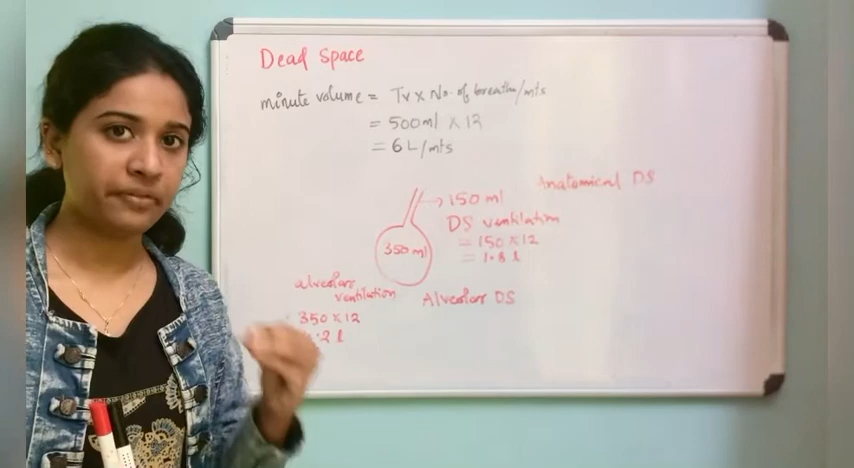 Dead Space
minute volume = TV x No. of breaths/mts
= 500ml x 12
= 6 L/mts
Anatomical DS
→ 150 ml
DS ventilation
= 150 x 12
= 1.8 l
350 ml
alveolar
ventilation
350 x 12
.2 l
Alveolar DS